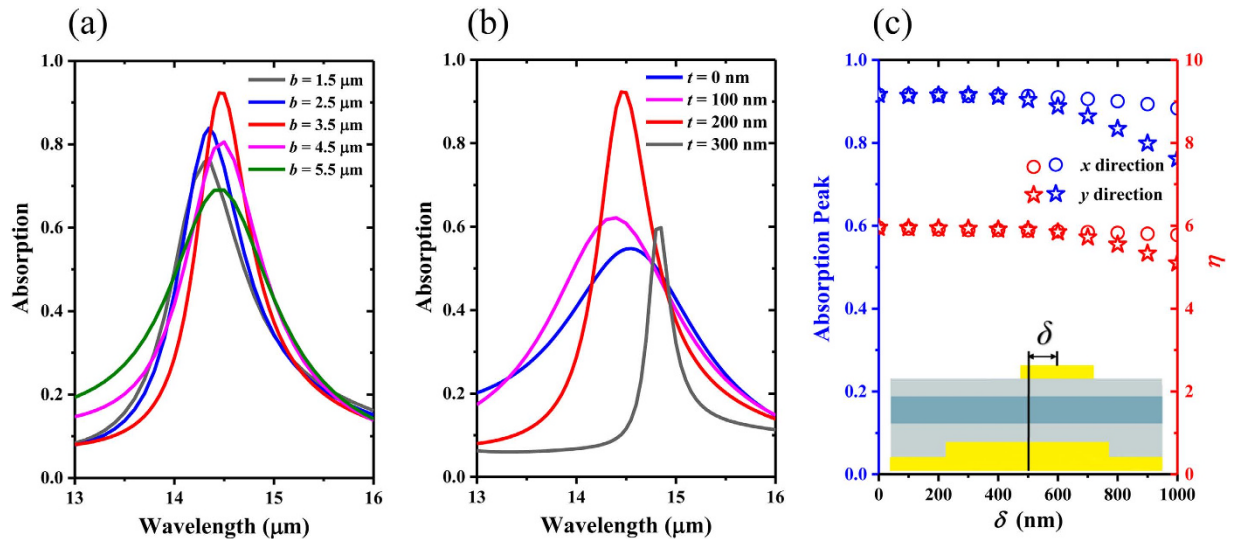 (a)
1.0
0.8
0.6
0.4
0.2
0.0
Absorption
b = 1.5 μm
b = 2.5 μm
b = 3.5 μm
b = 4.5 μm
b = 5.5 μm
13 14 15 16
Wavelength (μm)
(b)
1.0
0.8
0.6
0.4
0.2
0.0
Absorption
t = 0 nm
t = 100 nm
t = 200 nm
t = 300 nm
13 14 15 16
Wavelength (μm)
(c)
1.0
0.8
0.6
0.4
0.2
0.0
Absorption Peak
x direction
y direction
δ
10
8
6
4
2
0
η
0 200 400 600 800 1000
δ (nm)